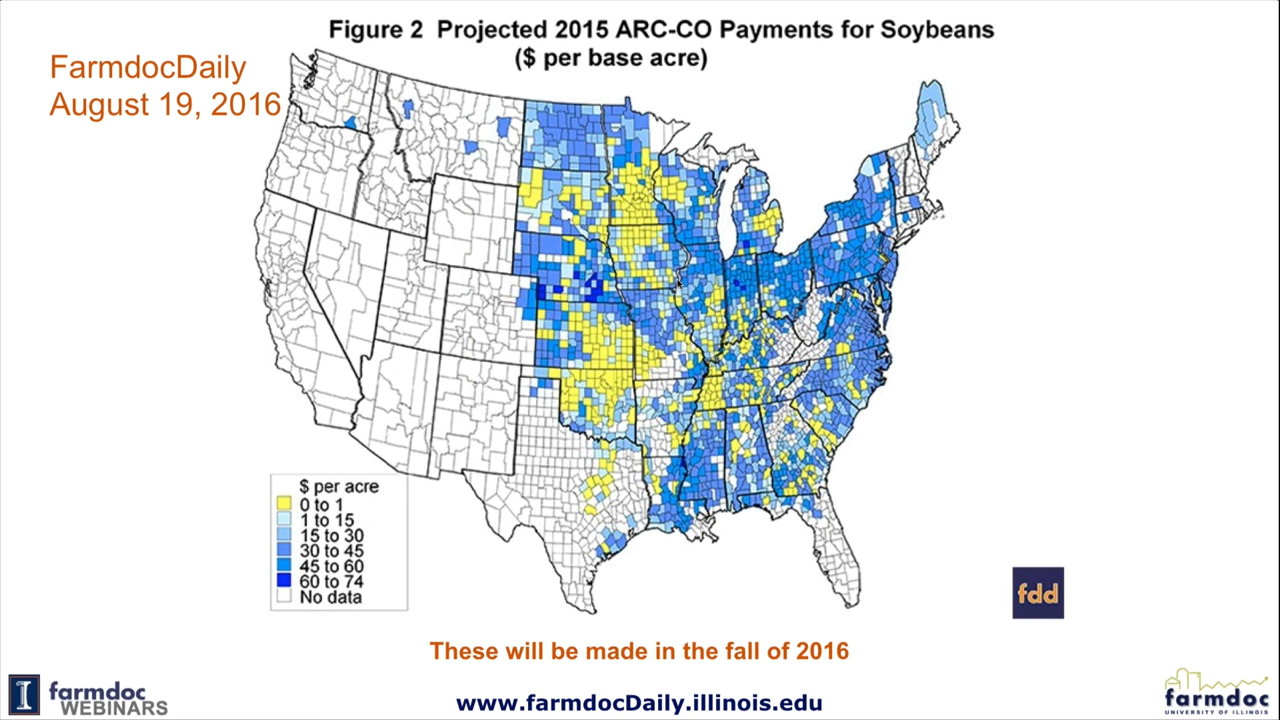 Figure 2 Projected 2015 ARC-CO Payments for Soybeans
($ per base acre)
FarmdocDaily
August 19, 2016
$ per acre
0 to 1
1 to 15
15 to 30
30 to 45
45 to 60
60 to 74
No data
fdd
These will be made in the fall of 2016
I
farmdoc
WEBINARS
www.farmdocDaily.illinois.edu
farmdoc
UNIVERSITY OF ILLINOIS